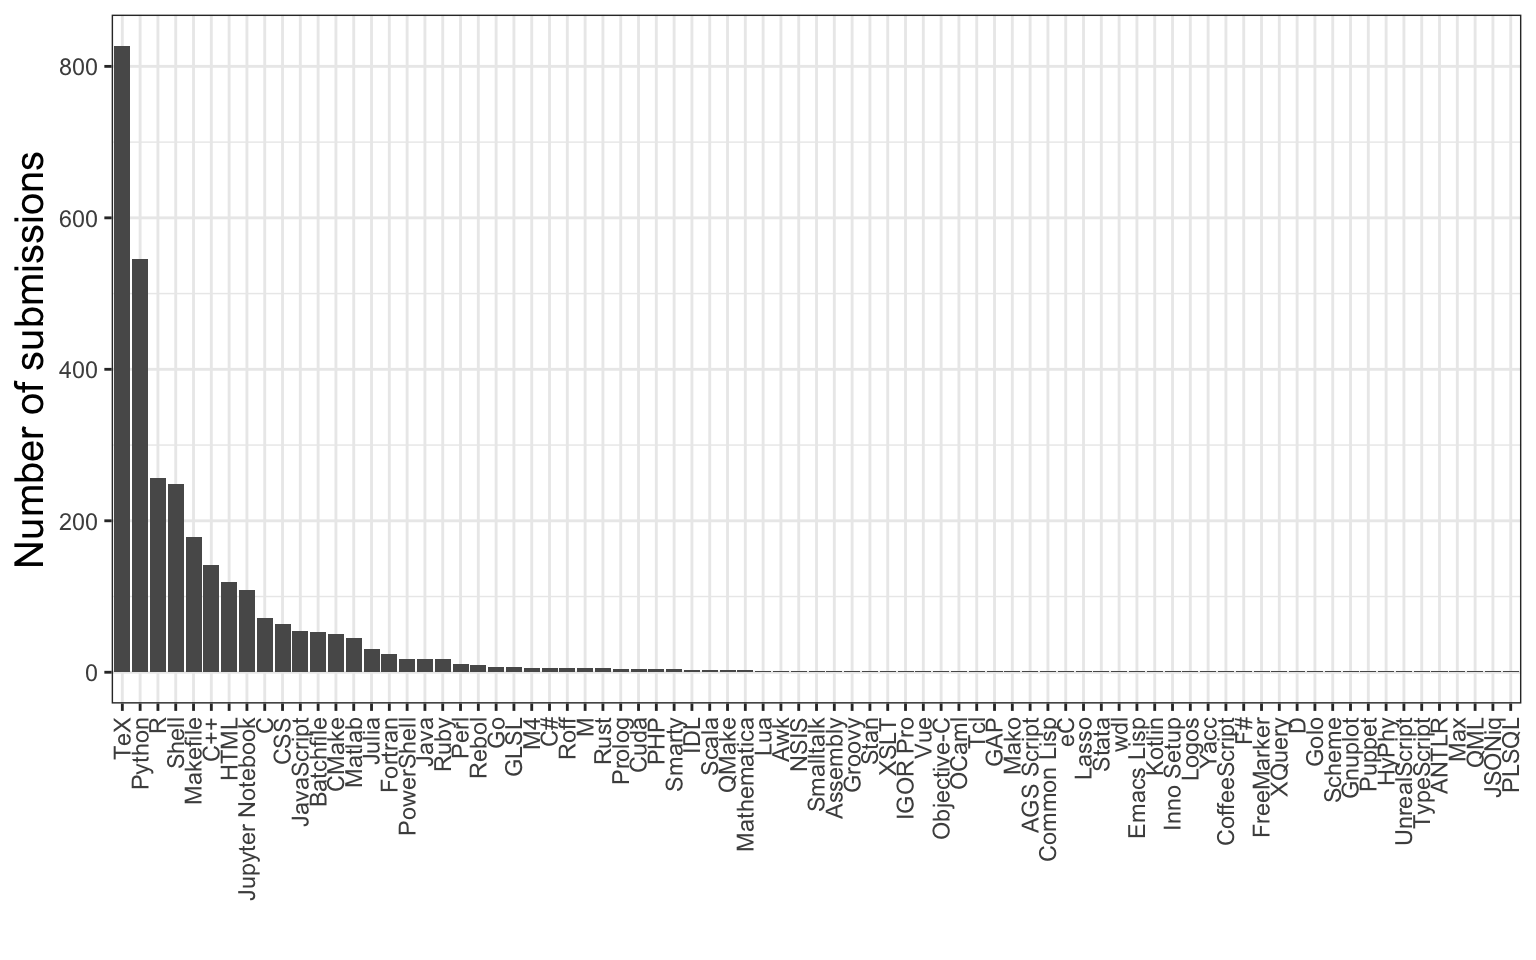 Number of submissions
800
600
400
200
0
TeX
Python
R
Shell
Makefile
C++
HTML
Jupyter Notebook
C
CSS
JavaScript
Batchfile
CMake
Matlab
Julia
Fortran
PowerShell
Java
Ruby
Perl
Rebol
Go
GLSL
M4
C#
Roff
M
Rust
Prolog
Cuda
PHP
Smarty
IDL
Scala
QMake
Mathematica
Lua
Awk
NSIS
Smalltalk
Assembly
Groovy
Stan
XSLT
IGOR Pro
Vue
Objective-C
OCaml
Tcl
GAP
Mako
AGS Script
Common Lisp
eC
Lasso
Stata
wdl
Emacs Lisp
Kotlin
Inno Setup
Logos
Yacc
CoffeeScript
F#
FreeMarker
XQuery
D
Golo
Scheme
Gnuplot
Puppet
HyPhy
UnrealScript
TypeScript
ANTLR
Max
QML
JSONiq
PLSQL